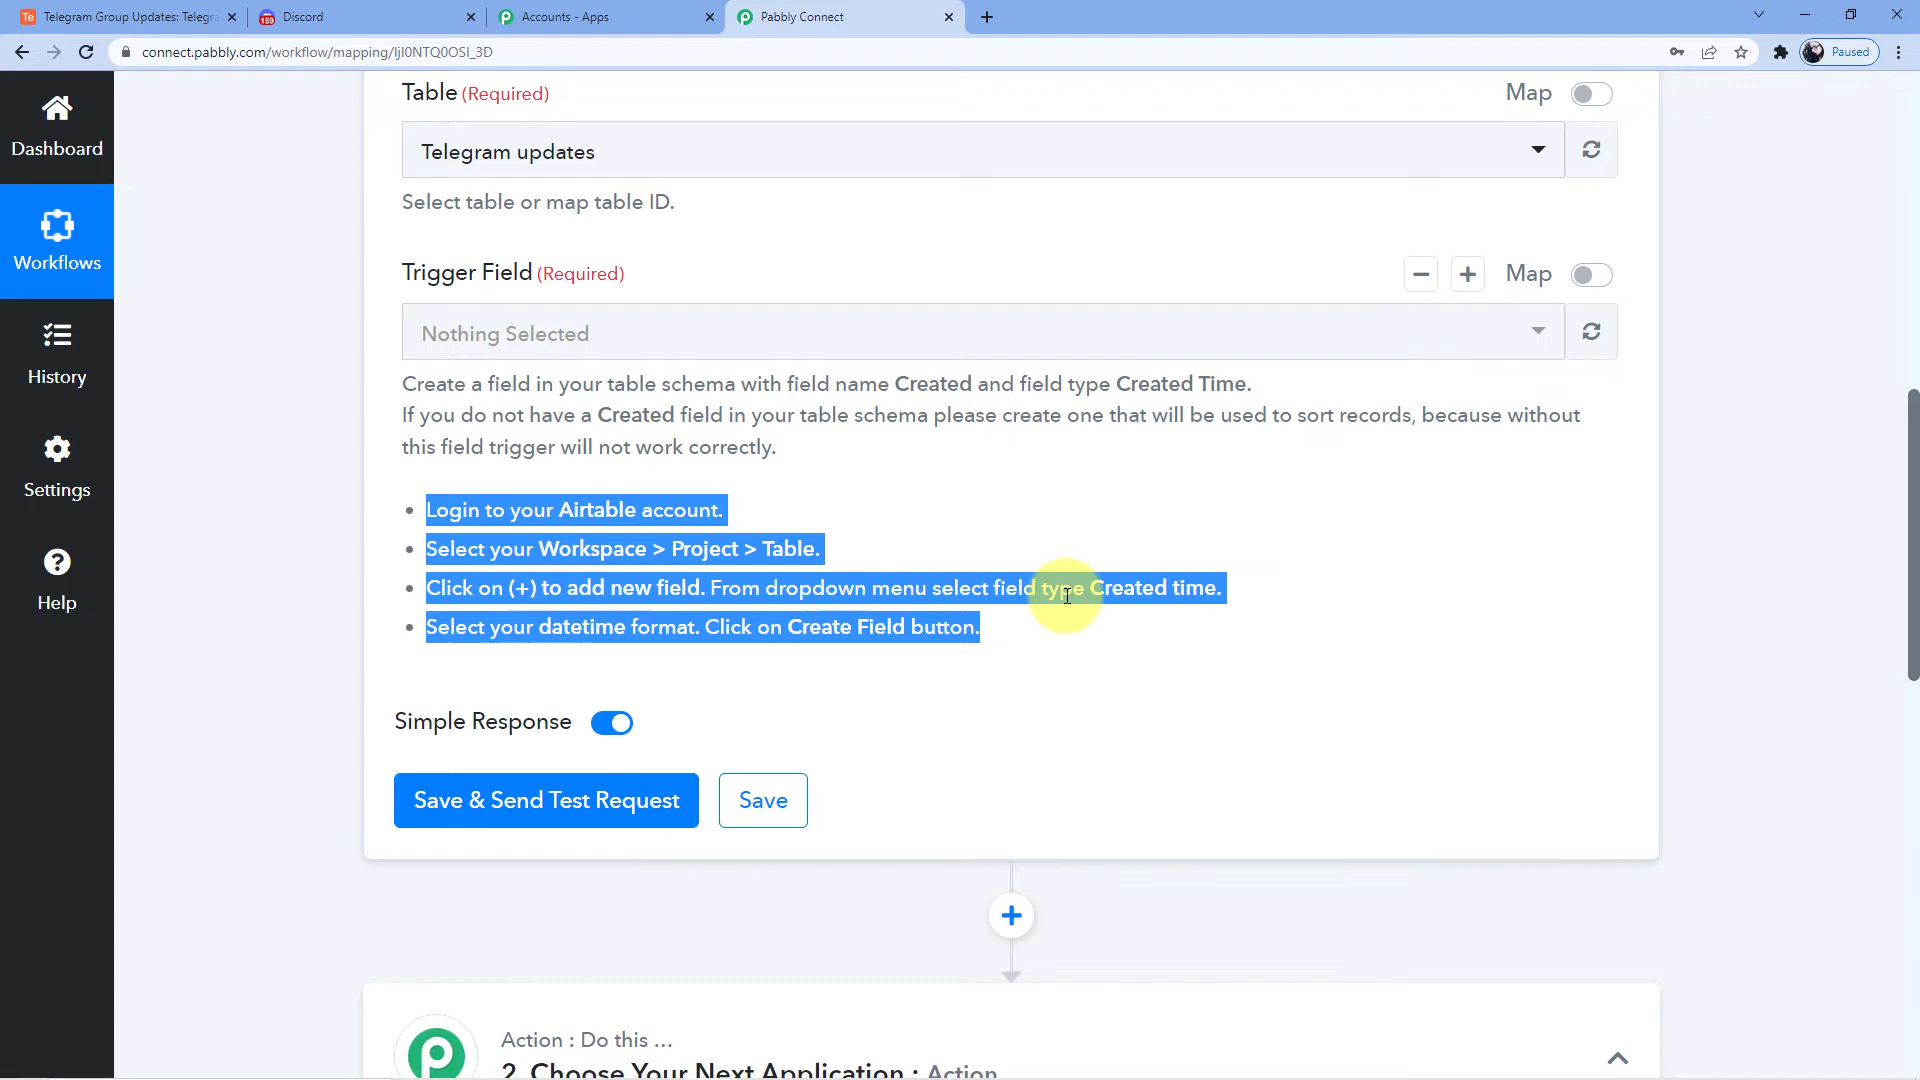 Telegram Group Updates: Telegra
Discord
Accounts - Apps
Pabbly Connect
connect.pabbly.com/workflow/mapping/IjI0NTQ0OSI_3D
Paused
Dashboard
Workflows
History
Settings
Help
Table (Required)
Map
Telegram updates
Select table or map table ID.
Trigger Field (Required)
Map
Nothing Selected
Create a field in your table schema with field name Created and field type Created Time.
If you do not have a Created field in your table schema please create one that will be used to sort records, because without
this field trigger will not work correctly.
Login to your Airtable account.
Select your Workspace > Project > Table.
Click on (+) to add new field. From dropdown menu select field type Created time.
Select your datetime format. Click on Create Field button.
Simple Response
Save & Send Test Request
Save
Action : Do this ...
2. Choose Your Next Application : Action